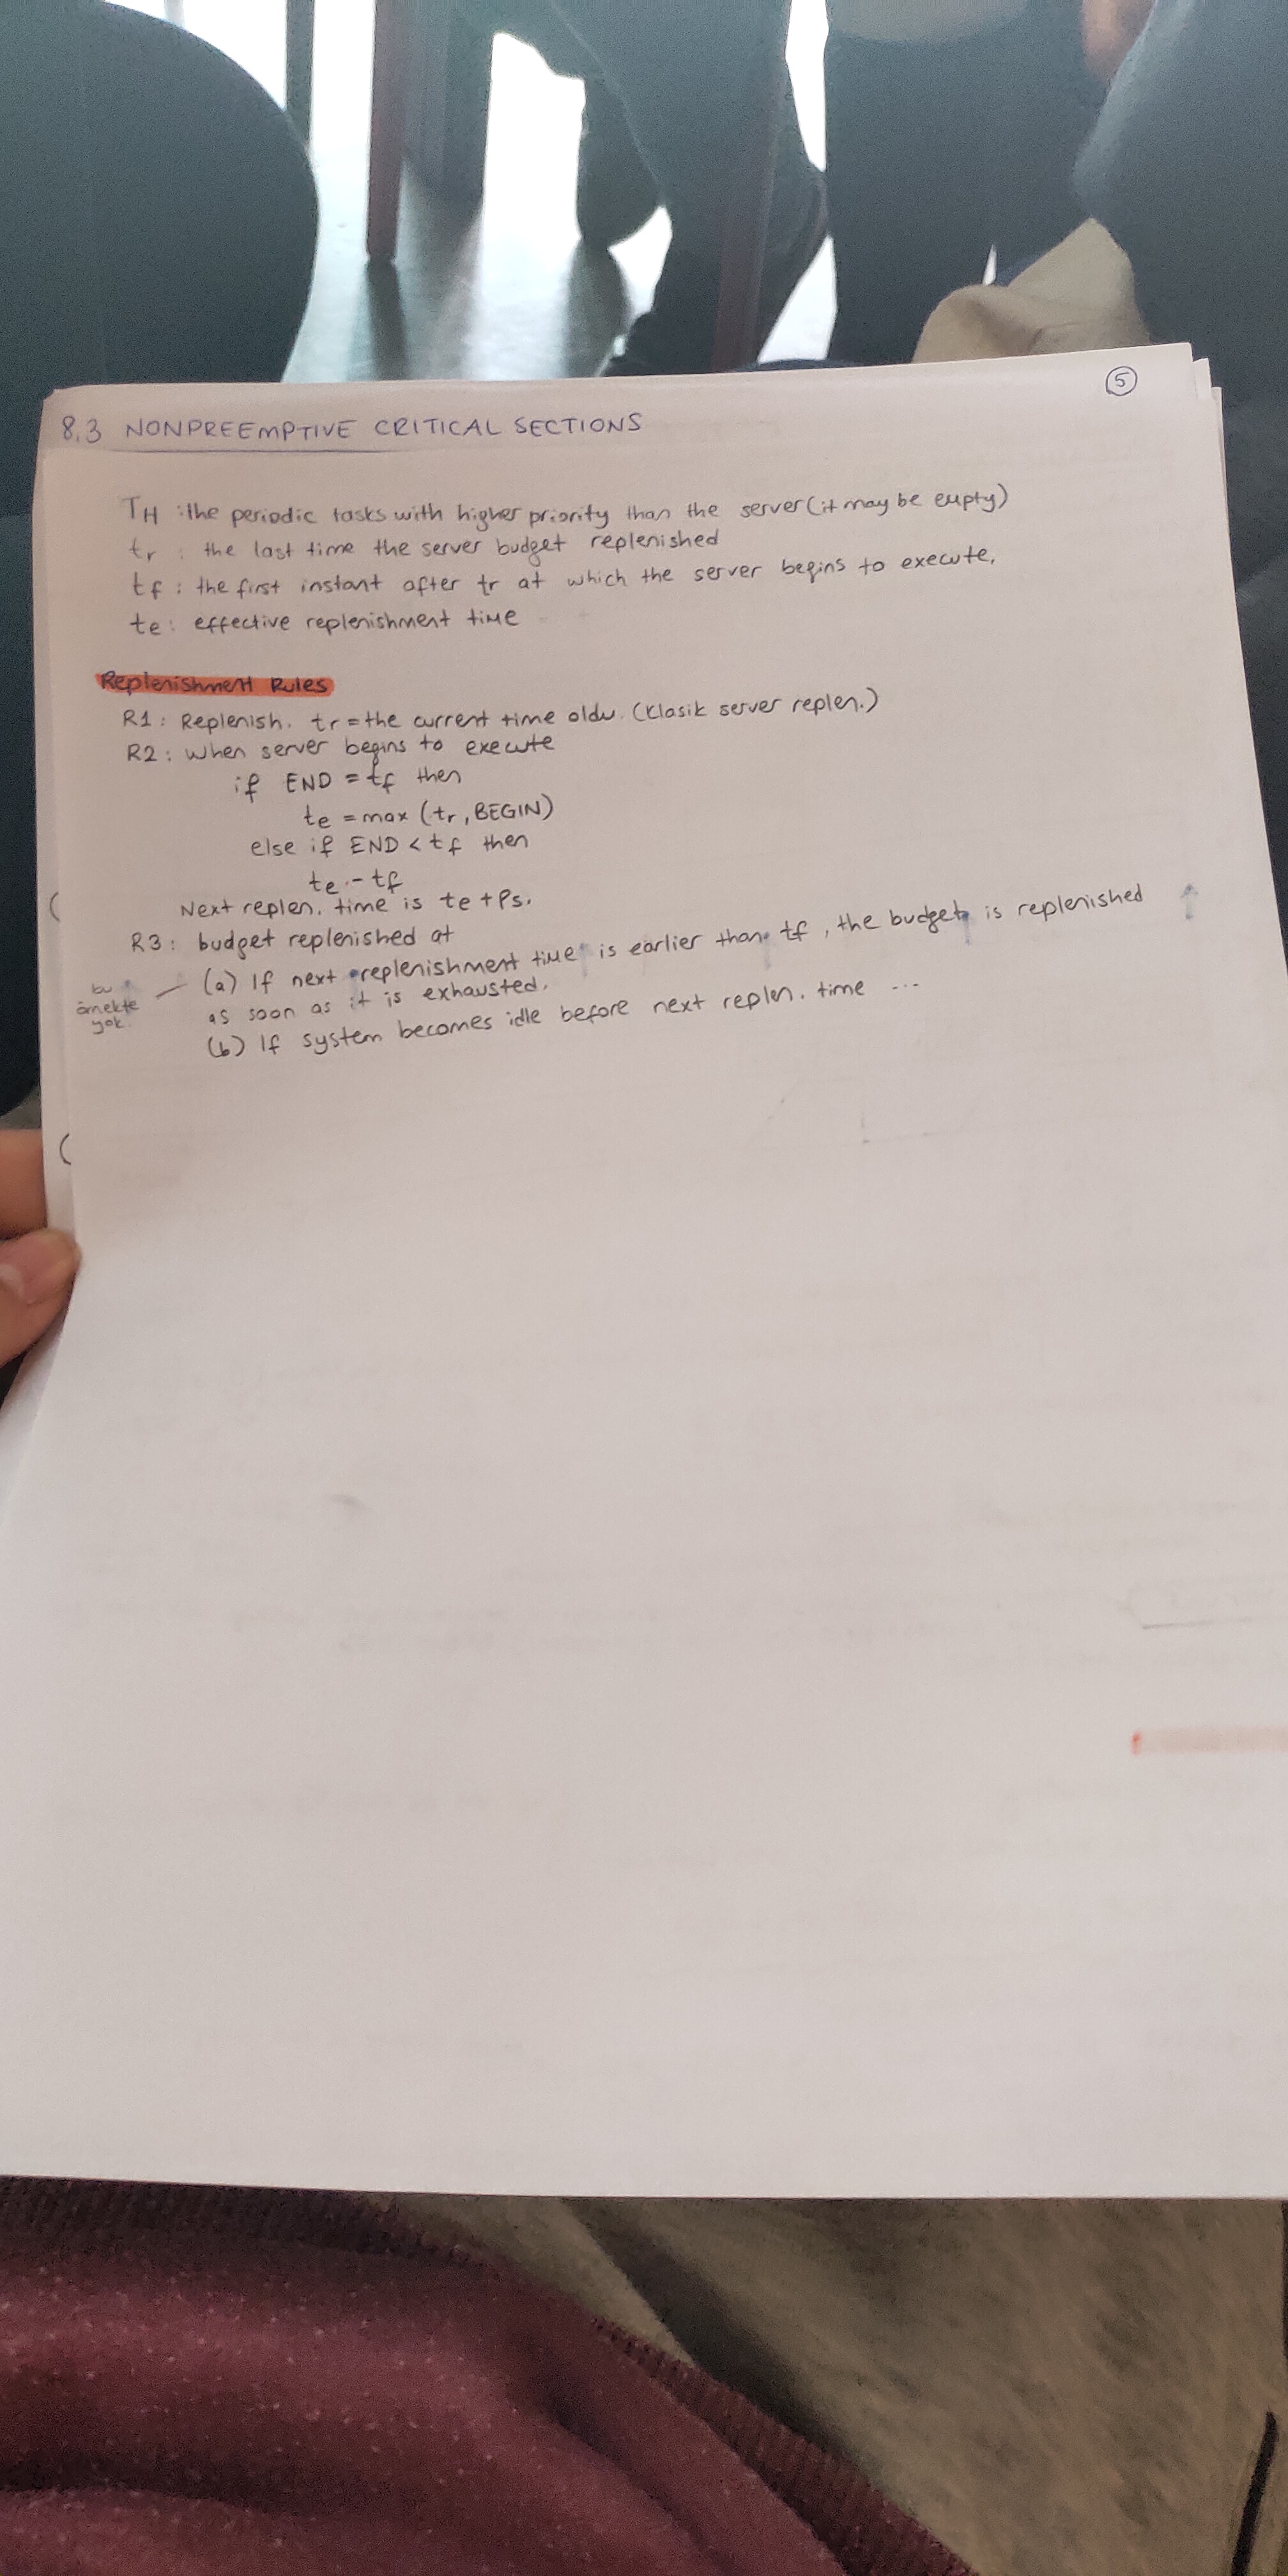 5
8.3 NONPREEMPTIVE CRITICAL SECTIONS
TH : the periodic tasks with higher priority than the server (it may be empty)
tr : the last time the server budget replenished
tf : the first instant after tr at which the server begins to execute.
te : effective replenishment time
Replenishment Rules
R1 : Replenish. tr = the current time oldu. (Klasik server replen.)
R2 : When server begins to execute
if END = tf then
te = max (tr, BEGIN)
else if END < tf then
te - tf
Next replen. time is te + Ps.
R3 : budget replenished at
(a) If next replenishment time is earlier than tf, the budget is replenished
as soon as it is exhausted.
bu
örnekte
yok.
(b) If system becomes idle before next replen. time ...